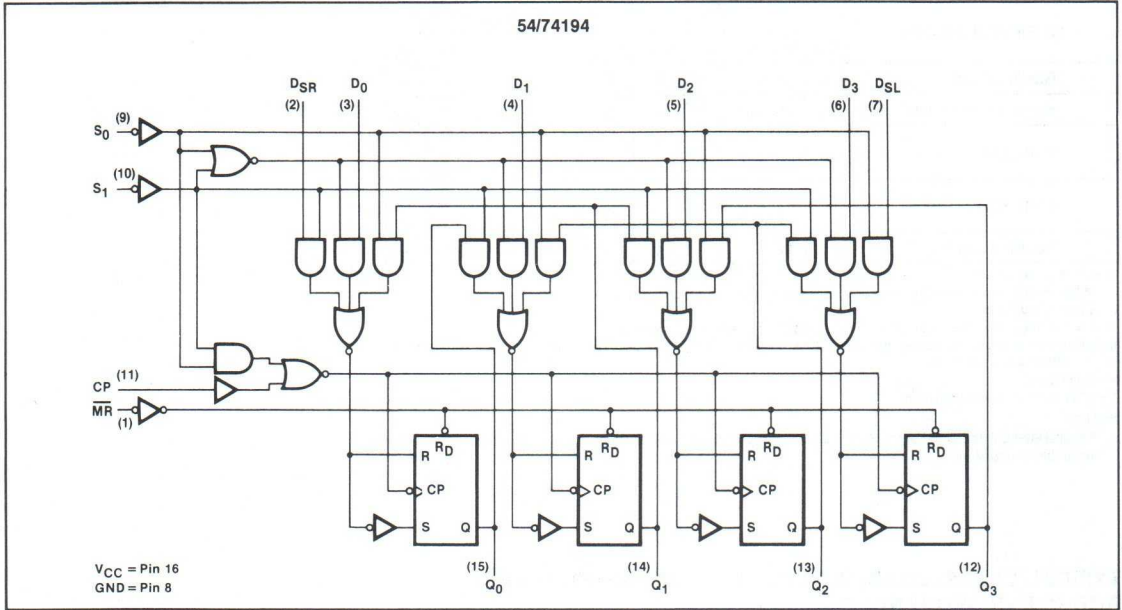 54/74194
DSR D0 D1 D2 D3 DSL
(2) (3) (4) (5) (6) (7)
S0 (9)
S1 (10)
CP (11)
MR
(1)
RD RD RD RD
R R R R
CP CP CP CP
S Q S Q S Q S Q
VCC = Pin 16
GND = Pin 8
(15) (14) (13) (12)
Q0 Q1 Q2 Q3